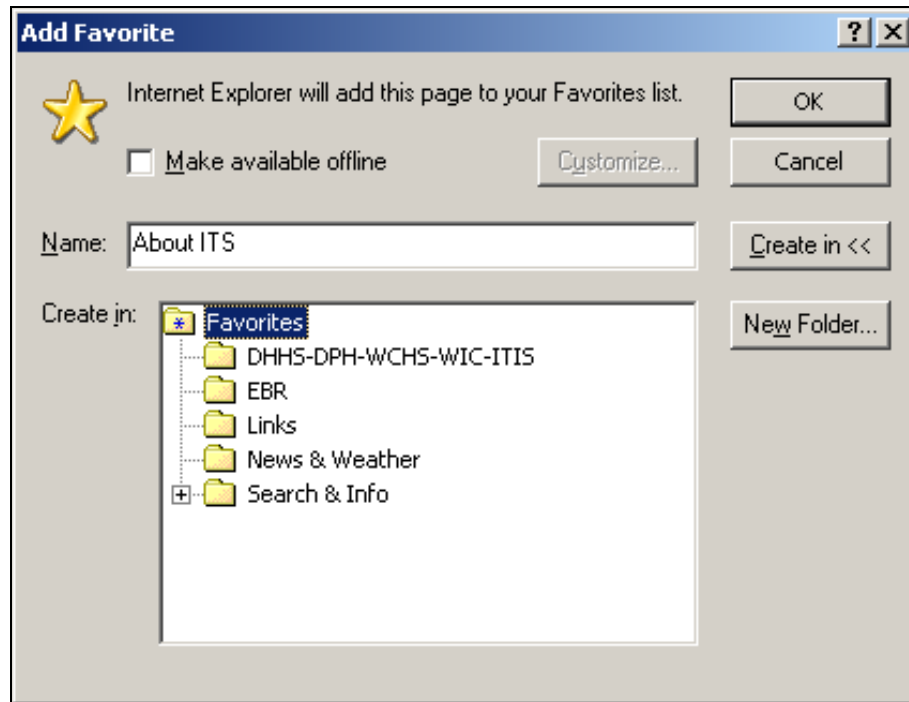 Add Favorite
Internet Explorer will add this page to your Favorites list.
OK
Make available offline
Customize...
Cancel
Name:
About ITS
Create in <<
Create in:
Favorites
New Folder...
DHHS-DPH-WCHS-WIC-ITIS
EBR
Links
News & Weather
Search & Info